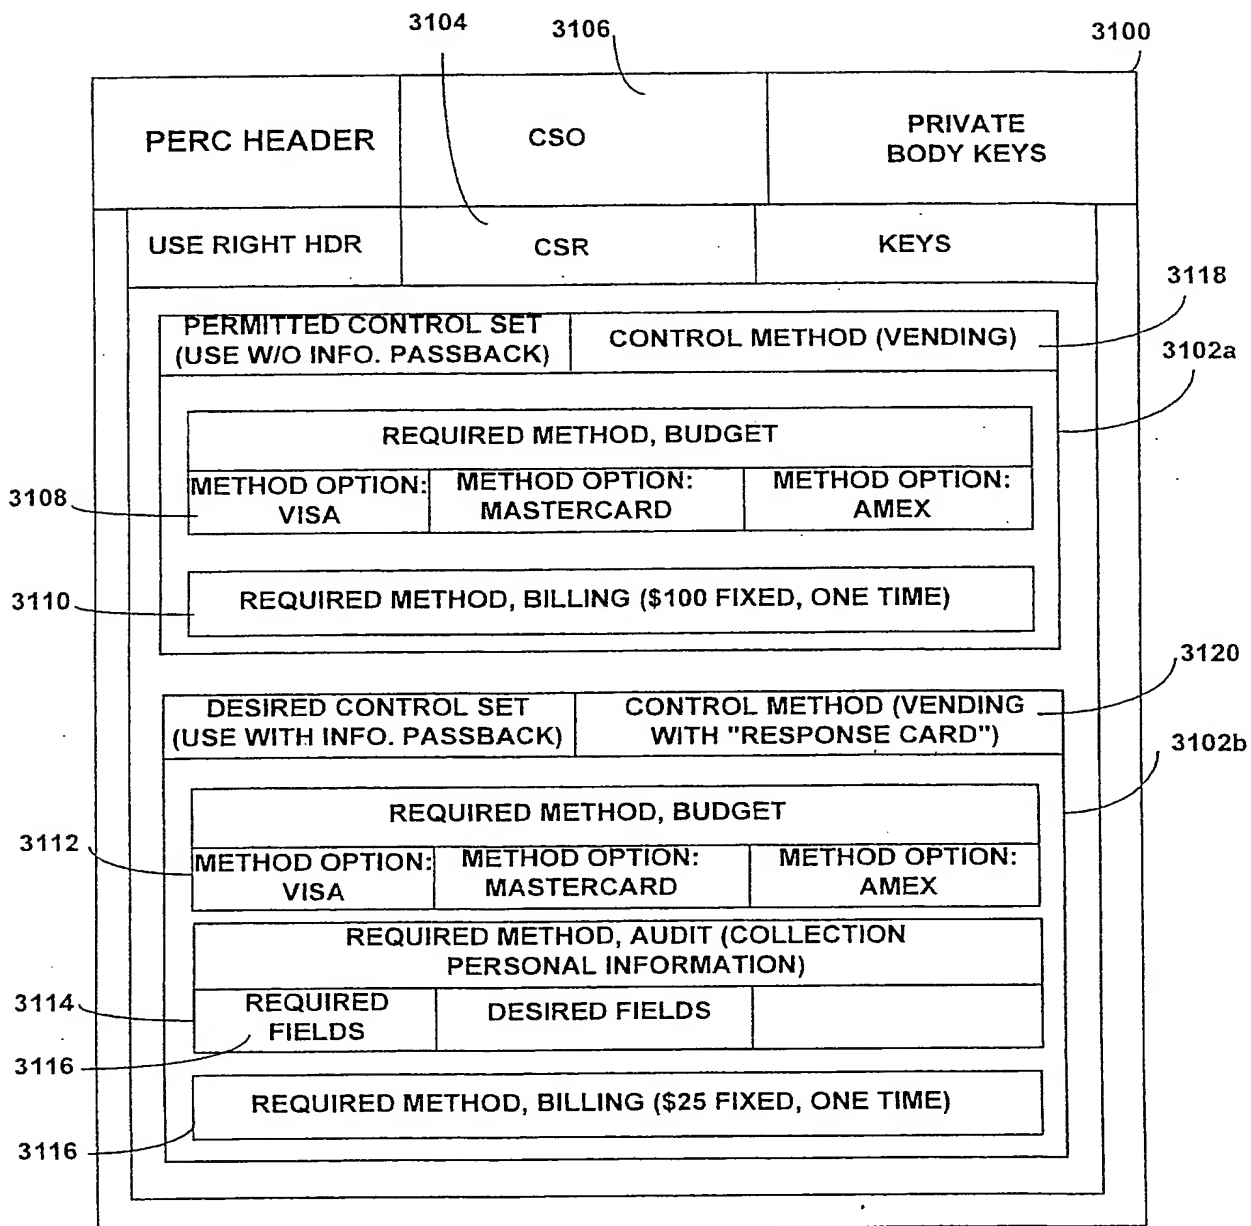 3104
3106
3100
PERC HEADER
CSO
PRIVATE
BODY KEYS
USE RIGHT HDR
CSR
KEYS
3118
PERMITTED CONTROL SET
(USE W/O INFO. PASSBACK)
CONTROL METHOD (VENDING)
3102a
REQUIRED METHOD, BUDGET
3108
METHOD OPTION:
VISA
METHOD OPTION:
MASTERCARD
METHOD OPTION:
AMEX
3110
REQUIRED METHOD, BILLING ($100 FIXED, ONE TIME)
3120
DESIRED CONTROL SET
(USE WITH INFO. PASSBACK)
CONTROL METHOD (VENDING
WITH "RESPONSE CARD")
3102b
REQUIRED METHOD, BUDGET
3112
METHOD OPTION:
VISA
METHOD OPTION:
MASTERCARD
METHOD OPTION:
AMEX
REQUIRED METHOD, AUDIT (COLLECTION
PERSONAL INFORMATION)
3114
REQUIRED
FIELDS
DESIRED FIELDS
3116
REQUIRED METHOD, BILLING ($25 FIXED, ONE TIME)
3116